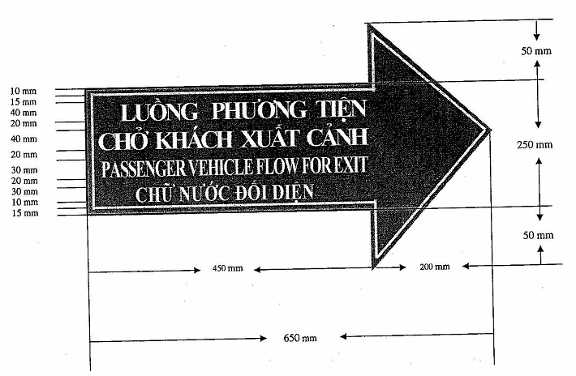 50 mm
10 mm
15 mm
40 mm
20 mm
40 mm
20 mm
30 mm
20 mm
30 mm
10 mm
15 mm
LUỒNG PHƯƠNG TIỆN
CHỞ KHÁCH XUẤT CẢNH
PASSENGER VEHICLE FLOW FOR EXIT
CHỮ NƯỚC ĐỐI DIỆN
250 mm
50 mm
450 mm
200 mm
650 mm